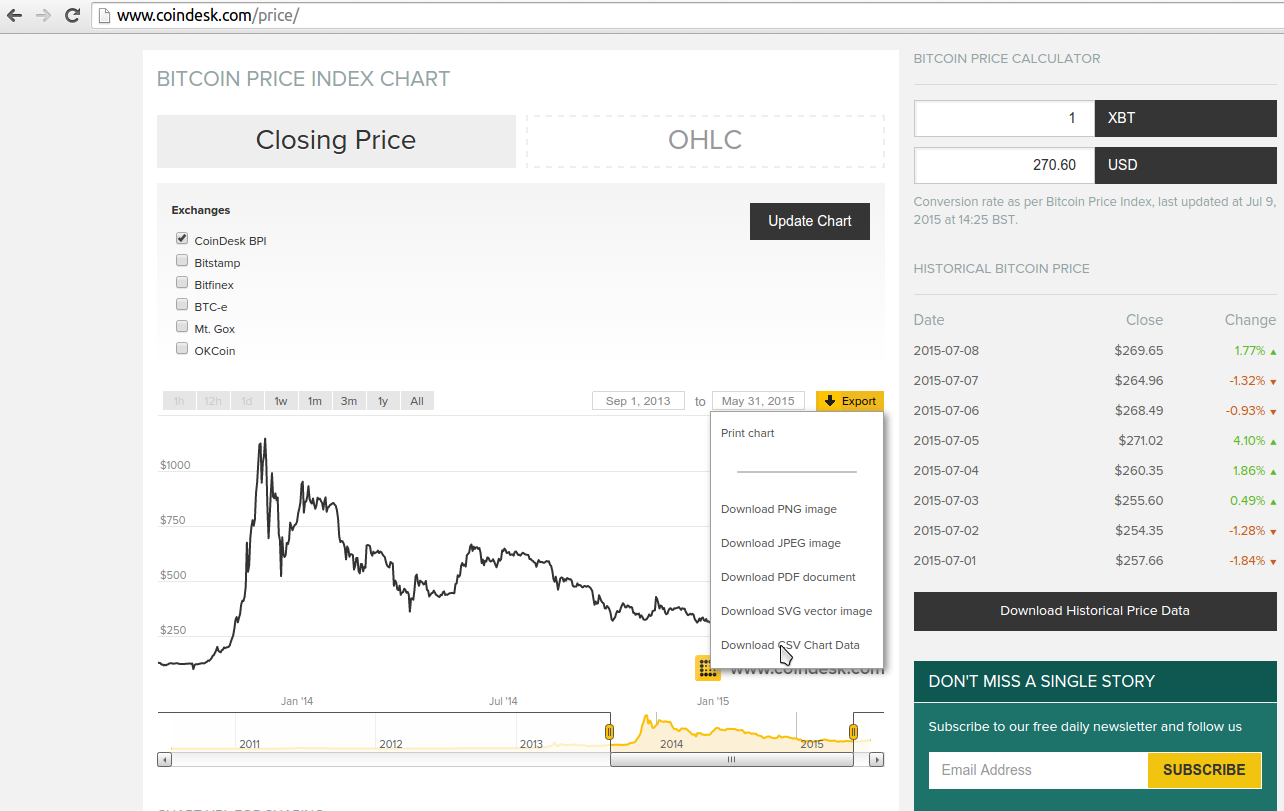 www.coindesk.com/price/
BITCOIN PRICE INDEX CHART
Closing Price
OHLC
Exchanges
Update Chart
CoinDesk BPI
Bitstamp
Bitfinex
BTC-e
Mt. Gox
OKCoin
1h 12h 1d 1w 1m 3m 1y All
Sep 1, 2013 to May 31, 2015
Export
Print chart
Download PNG image
Download JPEG image
Download PDF document
Download SVG vector image
Download CSV Chart Data
$1000
$750
$500
$250
www.coindesk.com
Jan '14 Jul '14 Jan '15
2011 2012 2013 2014 2015
BITCOIN PRICE CALCULATOR
1 XBT
270.60 USD
Conversion rate as per Bitcoin Price Index, last updated at Jul 9,
2015 at 14:25 BST.
HISTORICAL BITCOIN PRICE
Date Close Change
2015-07-08 $269.65 1.77%
2015-07-07 $264.96 -1.32%
2015-07-06 $268.49 -0.93%
2015-07-05 $271.02 4.10%
2015-07-04 $260.35 1.86%
2015-07-03 $255.60 0.49%
2015-07-02 $254.35 -1.28%
2015-07-01 $257.66 -1.84%
Download Historical Price Data
DON'T MISS A SINGLE STORY
Subscribe to our free daily newsletter and follow us
Email Address
SUBSCRIBE